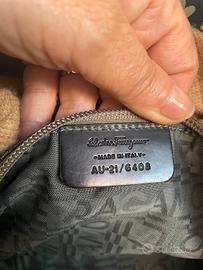 Salvatore Ferragamo
MADE IN ITALY
AU-21/6408